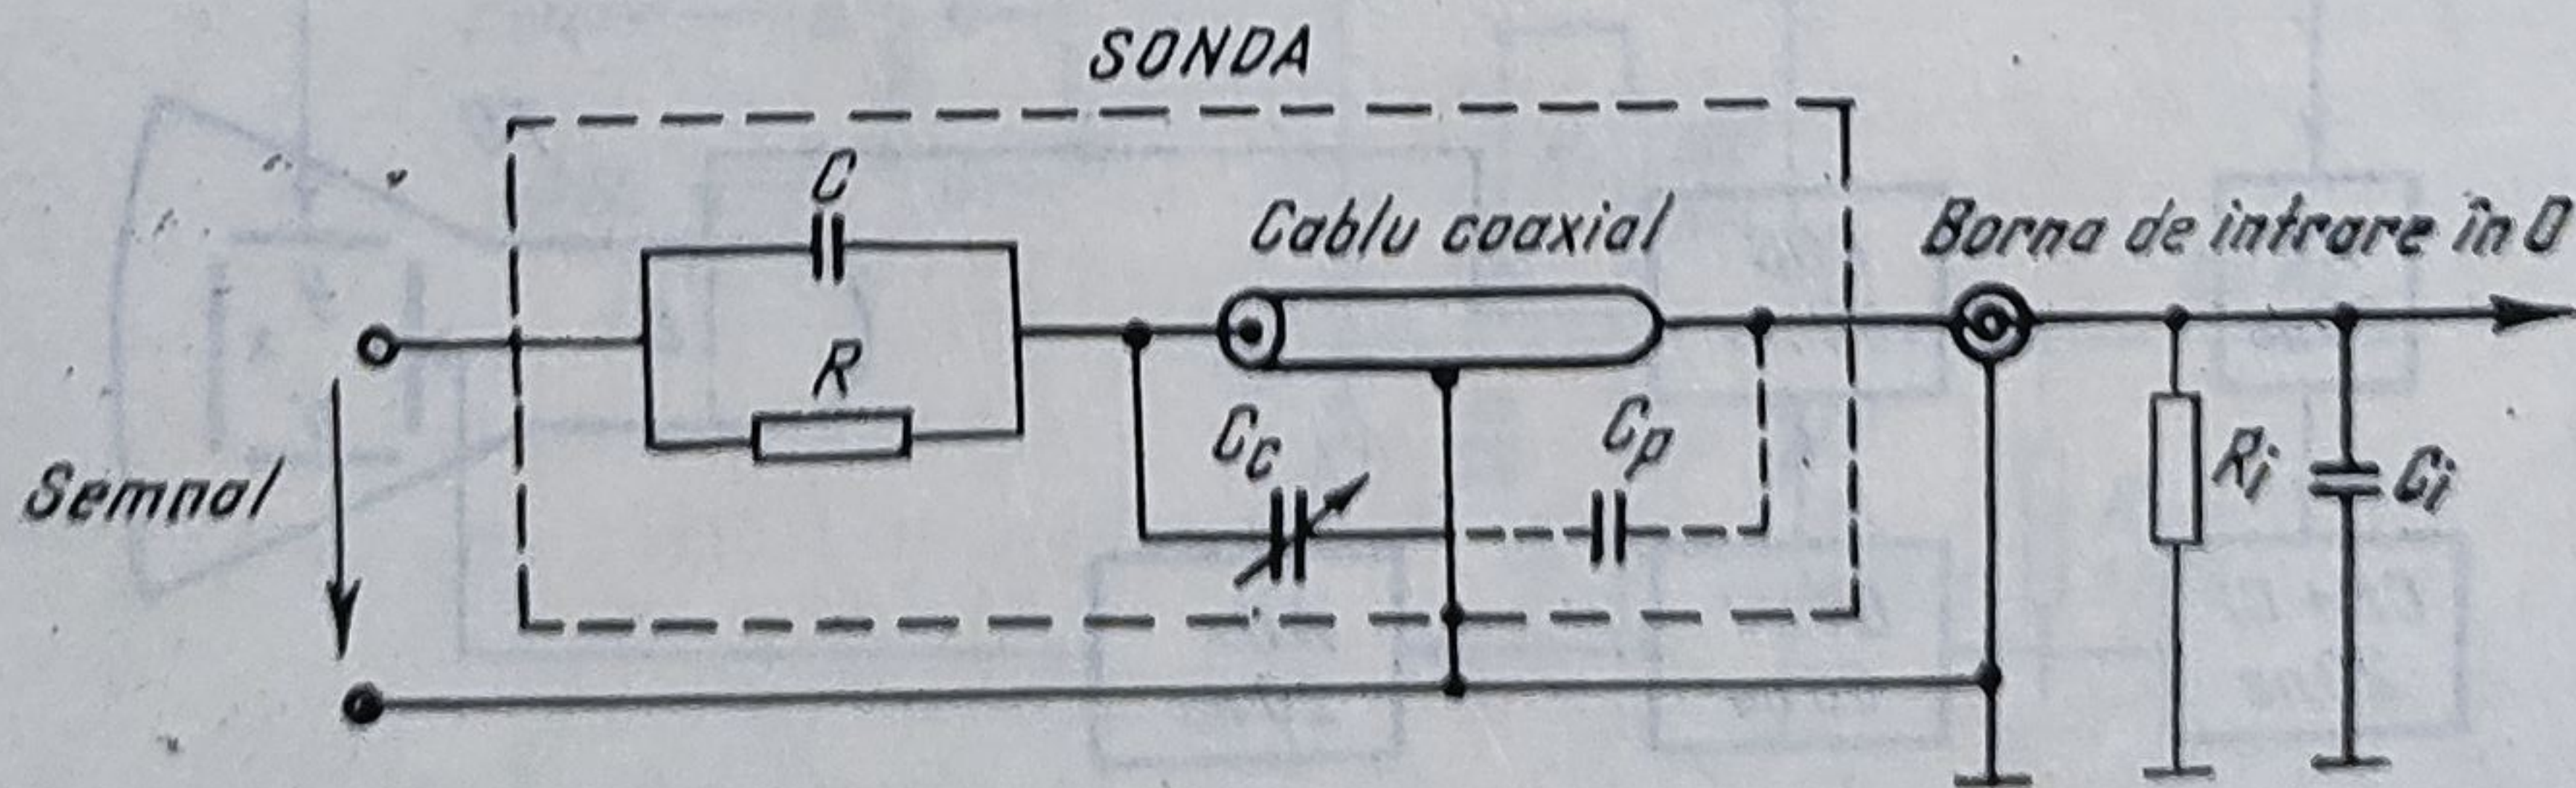 SONDA
C
Cablu coaxial
Borna de intrare în O
R
Cc
Cp
Semnal
Ri
Ci